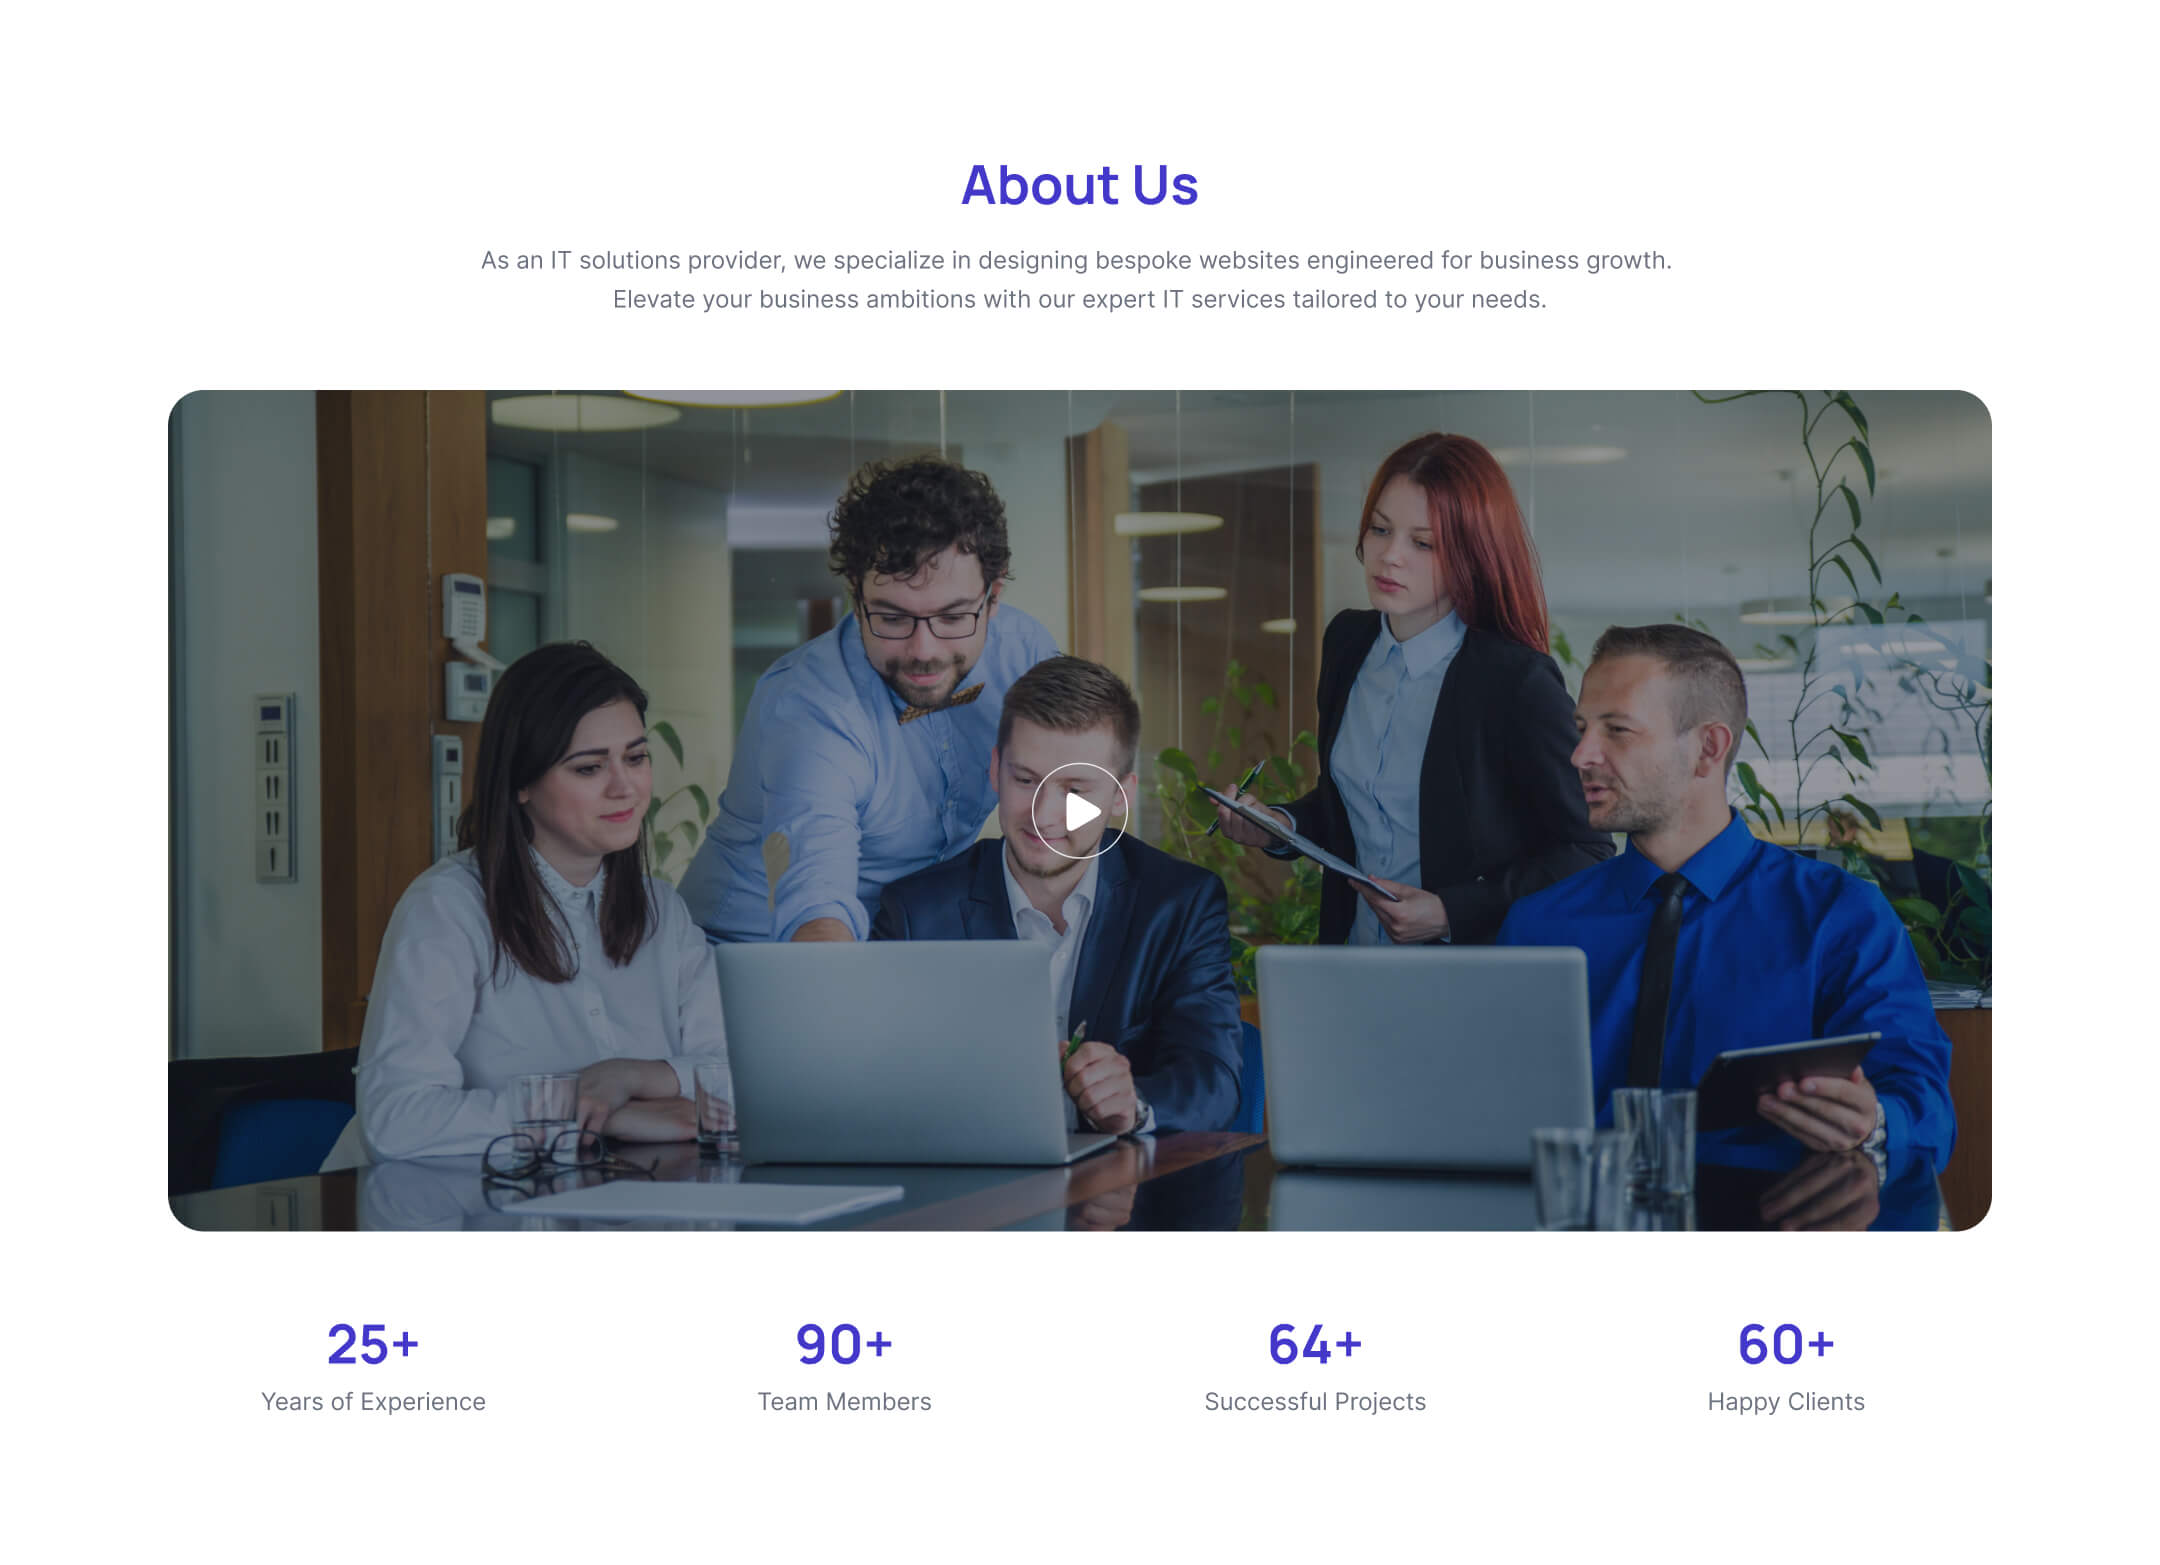 About Us
As an IT solutions provider, we specialize in designing bespoke websites engineered for business growth.
Elevate your business ambitions with our expert IT services tailored to your needs.
25+
90+
64+
60+
Years of Experience
Team Members
Successful Projects
Happy Clients